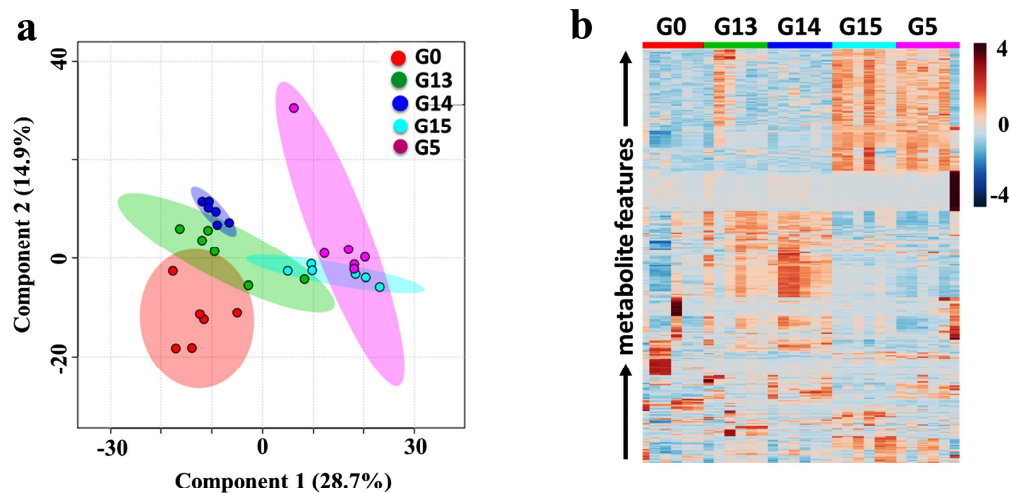 a
Component 2 (14.9%)
40
0
-20
-30
0
30
Component 1 (28.7%)
G0
G13
G14
G15
G5
b
G0 G13 G14 G15 G5
metabolite features
4
0
-4